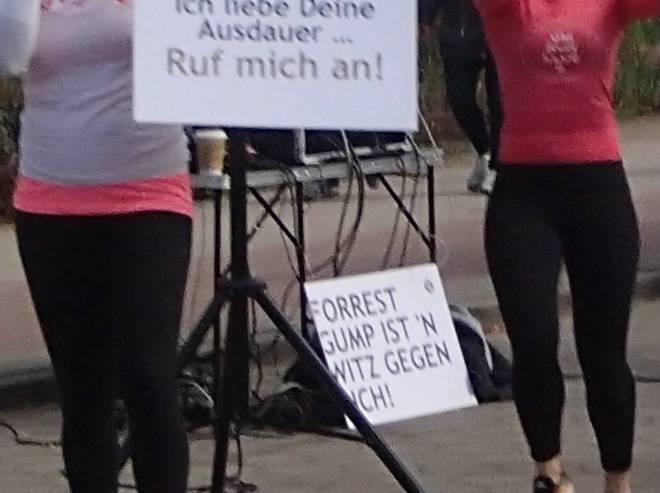 Ich liebe Deine
Ausdauer ...
Ruf mich an!
FORREST
GUMP IST 'N
WITZ GEGEN